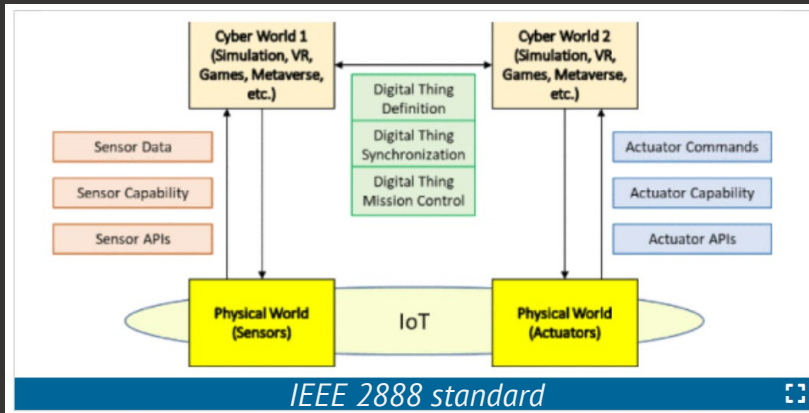 Cyber World 1
(Simulation, VR,
Games, Metaverse,
etc.)
Cyber World 2
(Simulation, VR,
Games, Metaverse,
etc.)
Digital Thing
Definition
Digital Thing
Synchronization
Digital Thing
Mission Control
Sensor Data
Sensor Capability
Sensor APIs
Actuator Commands
Actuator Capability
Actuator APIs
Physical World
(Sensors)
IoT
Physical World
(Actuators)
IEEE 2888 standard